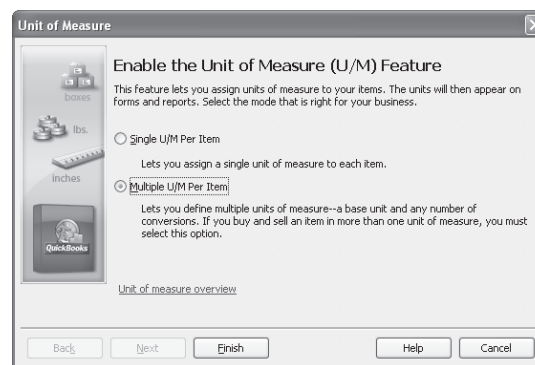 Unit of Measure
boxes
lbs.
inches
QuickBooks
Enable the Unit of Measure (U/M) Feature
This feature lets you assign units of measure to your items. The units will then appear on
forms and reports. Select the mode that is right for your business.
Single U/M Per Item
Lets you assign a single unit of measure to each item.
Multiple U/M Per Item
Lets you define multiple units of measure--a base unit and any number of
conversions. If you buy and sell an item in more than one unit of measure, you must
select this option.
Unit of measure overview
Back
Next
Finish
Help
Cancel